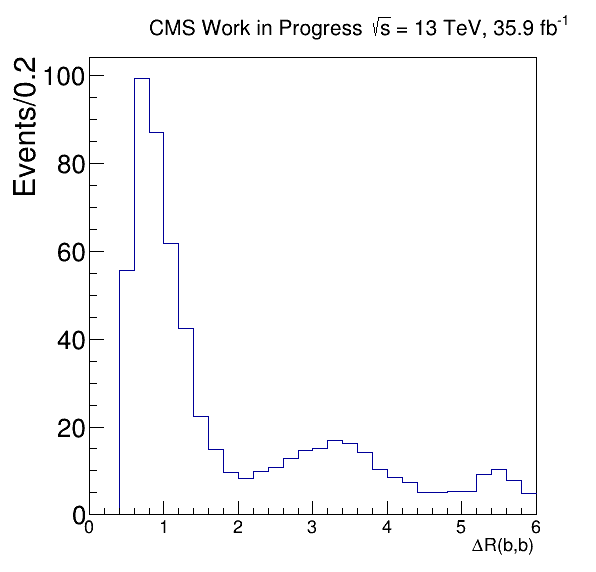 CMS Work in Progress √s = 13 TeV, 35.9 fb⁻¹
Events/0.2
100
80
60
40
20
0
0 1 2 3 4 5 6
ΔR(b,b)